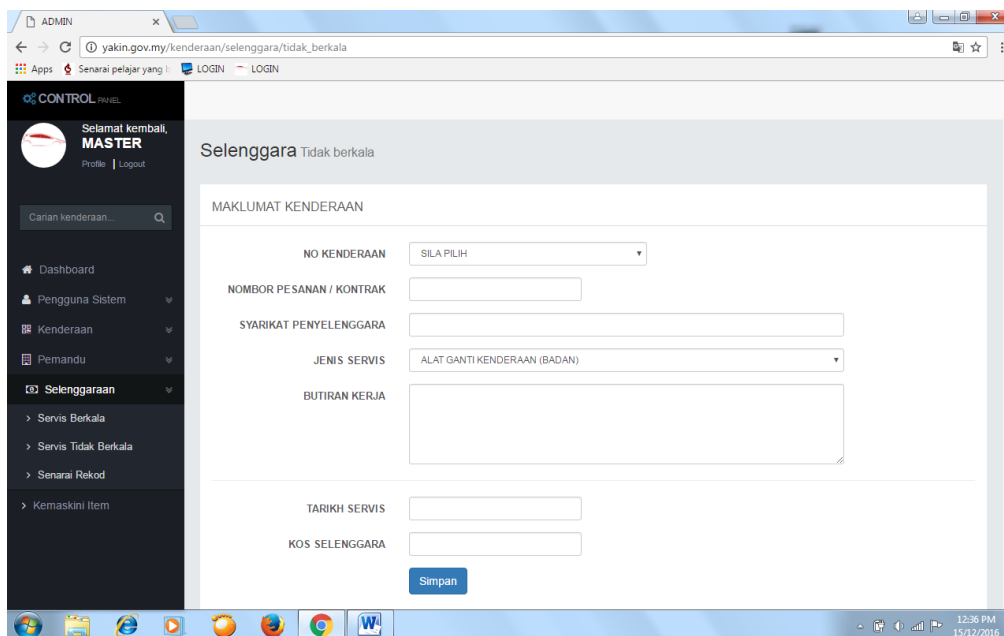 ADMIN
yakin.gov.my/kenderaan/selenggara/tidak_berkala
Apps Senarai pelajar yang LOGIN LOGIN
CONTROL PANEL
Selamat kembali,
MASTER
Profile | Logout
Selenggara Tidak berkala
Carian kenderaan...
MAKLUMAT KENDERAAN
Dashboard
Pengguna Sistem
Kenderaan
Pemandu
Selenggaraan
> Servis Berkala
> Servis Tidak Berkala
> Senarai Rekod
> Kemaskini Item
NO KENDERAAN SILA PILIH
NOMBOR PESANAN / KONTRAK
SYARIKAT PENYELENGGARA
JENIS SERVIS ALAT GANTI KENDERAAN (BADAN)
BUTIRAN KERJA
TARIKH SERVIS
KOS SELENGGARA
Simpan
12:36 PM
15/12/2016